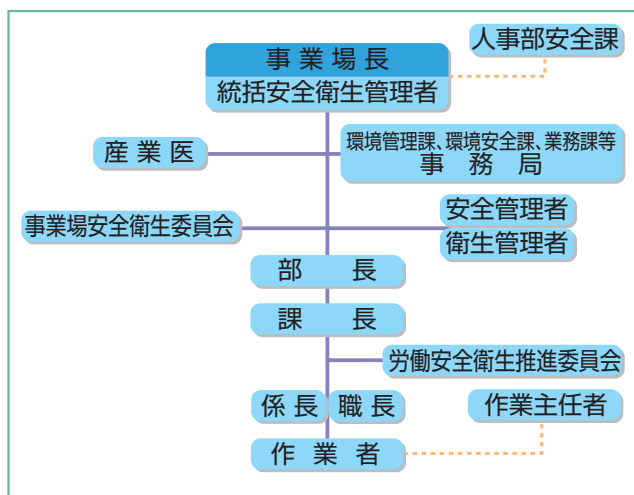 人事部安全課
事業場長
統括安全衛生管理者
環境管理課、環境安全課、業務課等
事務局
産業医
安全管理者
事業場安全衛生委員会
衛生管理者
部長
課長
労働安全衛生推進委員会
係長 職長
作業主任者
作業者